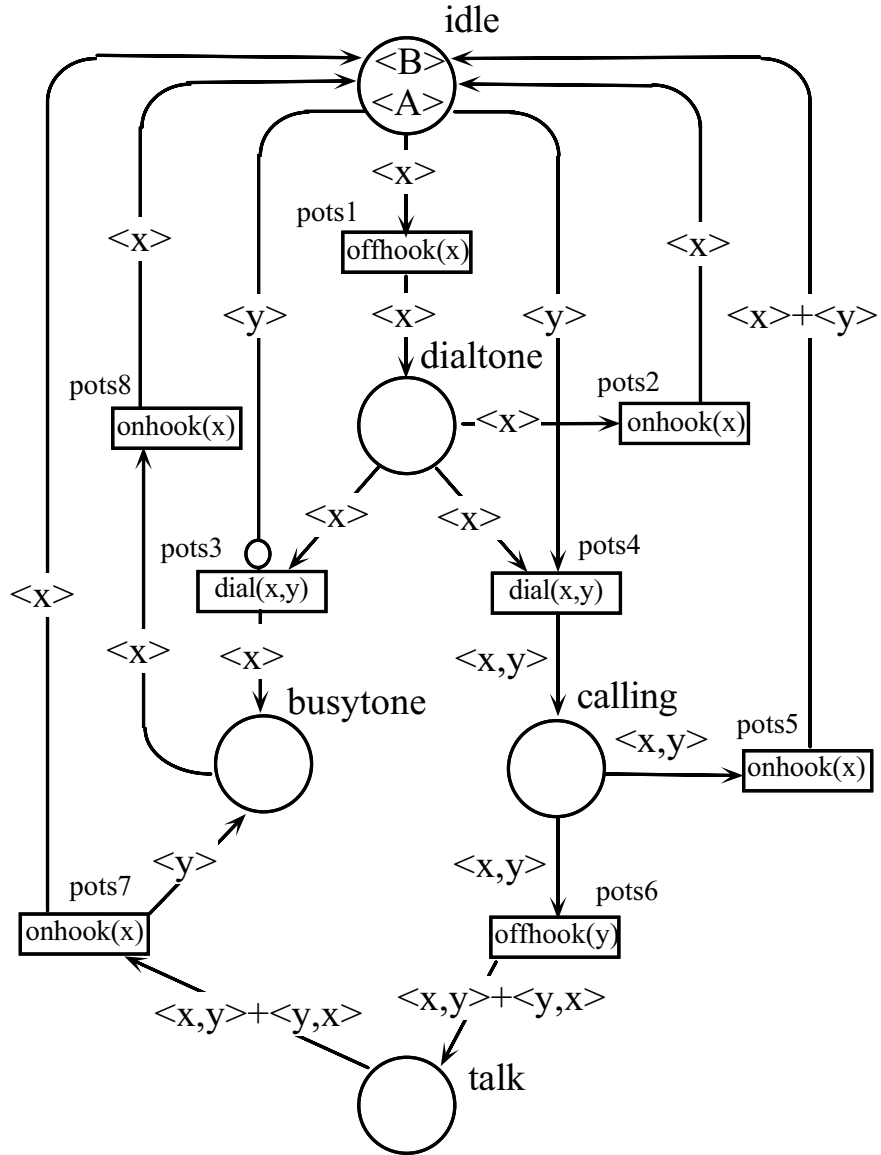 idle
<B>
<A>
<x>
pots1
offhook(x)
<x>
<x>
<y>
<x>
<y>
<x>+<y>
dialtone
pots8
onhook(x)
pots2
<x>
onhook(x)
<x>
<x>
pots3
pots4
<x>
dial(x,y)
dial(x,y)
<x>
<x>
<x,y>
busytone
calling
pots5
<x,y>
onhook(x)
<y>
<x,y>
pots7
pots6
onhook(x)
offhook(y)
<x,y>+<y,x>
<x,y>+<y,x>
talk